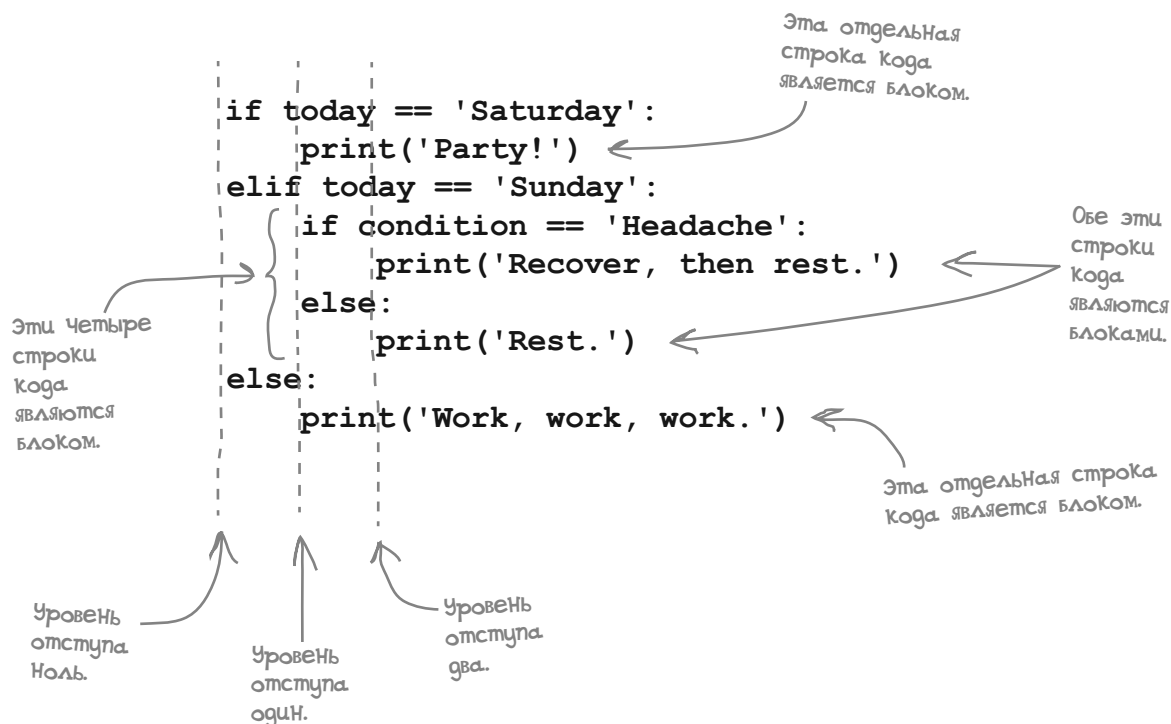 Эта отдельная
строка кода
является блоком.
if today == 'Saturday':
    print('Party!')
elif today == 'Sunday':
    if condition == 'Headache':
        print('Recover, then rest.')
    else:
        print('Rest.')
else:
    print('Work, work, work.')
Обе эти
строки
кода
являются
блоками.
Эти четыре
строки
кода
являются
блоком.
Эта отдельная строка
кода является блоком.
Уровень
отступа
ноль.
Уровень
отступа
один.
Уровень
отступа
два.